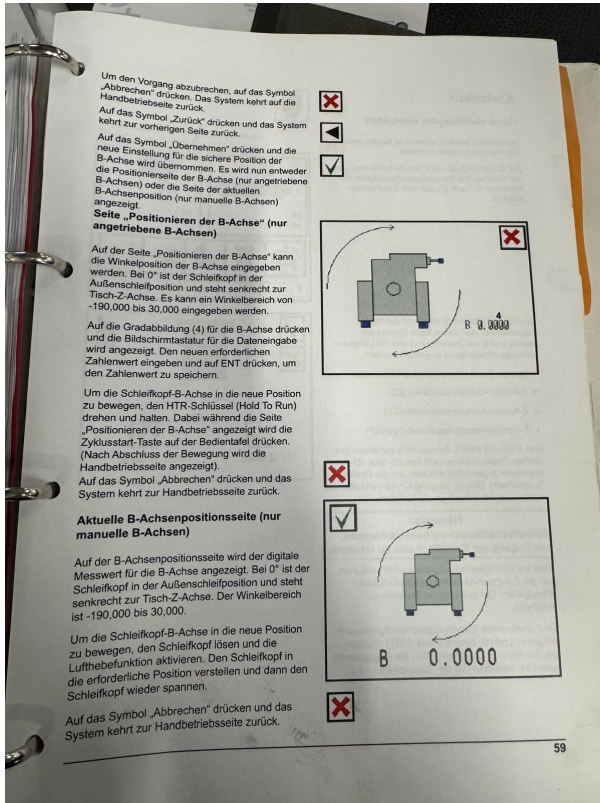 Um den Vorgang abzubrechen, auf das Symbol
„Abbrechen“ drücken. Das System kehrt auf die
Handbetriebseite zurück.
Auf das Symbol „Zurück“ drücken und das System
kehrt zur vorherigen Seite zurück.
Auf das Symbol „Übernehmen“ drücken und die
neue Einstellung für die sichere Position der
B-Achse wird übernommen. Es wird nun entweder
die Positionierseite der B-Achse (nur angetriebene
B-Achsen) oder die Seite der aktuellen
B-Achsenposition (nur manuelle B-Achsen)
angezeigt.
Seite „Positionieren der B-Achse“ (nur
angetriebene B-Achsen)
Auf der Seite „Positionieren der B-Achse“ kann
die Winkelposition der B-Achse eingegeben
werden. Bei 0° ist der Schleifkopf in der
Außenschleifposition und steht senkrecht zur
Tisch-Z-Achse. Es kann ein Winkelbereich von
-190,000 bis 30,000 eingegeben werden.
4
B 0.0000
Auf die Gradabbildung (4) für die B-Achse drücken
und die Bildschirmtastatur für die Dateneingabe
wird angezeigt. Den neuen erforderlichen
Zahlenwert eingeben und auf ENT drücken, um
den Zahlenwert zu speichern.
Um die Schleifkopf-B-Achse in die neue Position
zu bewegen, den HTR-Schlüssel (Hold To Run)
drehen und halten. Dabei während die Seite
„Positionieren der B-Achse“ angezeigt wird die
Zyklusstart-Taste auf der Bedientafel drücken.
(Nach Abschluss der Bewegung wird die
Handbetriebsseite angezeigt).
Auf das Symbol „Abbrechen“ drücken und das
System kehrt zur Handbetriebsseite zurück.
Aktuelle B-Achsenpositionsseite (nur
manuelle B-Achsen)
Auf der B-Achsenpositionsseite wird der digitale
Messwert für die B-Achse angezeigt. Bei 0° ist der
Schleifkopf in der Außenschleifposition und steht
senkrecht zur Tisch-Z-Achse. Der Winkelbereich
ist -190,000 bis 30,000.
B 0.0000
Um die Schleifkopf-B-Achse in die neue Position
zu bewegen, den Schleifkopf lösen und die
Lufthebefunktion aktivieren. Den Schleifkopf in
die erforderliche Position verstellen und dann den
Schleifkopf wieder spannen.
Auf das Symbol „Abbrechen“ drücken und das
System kehrt zur Handbetriebsseite zurück.
59